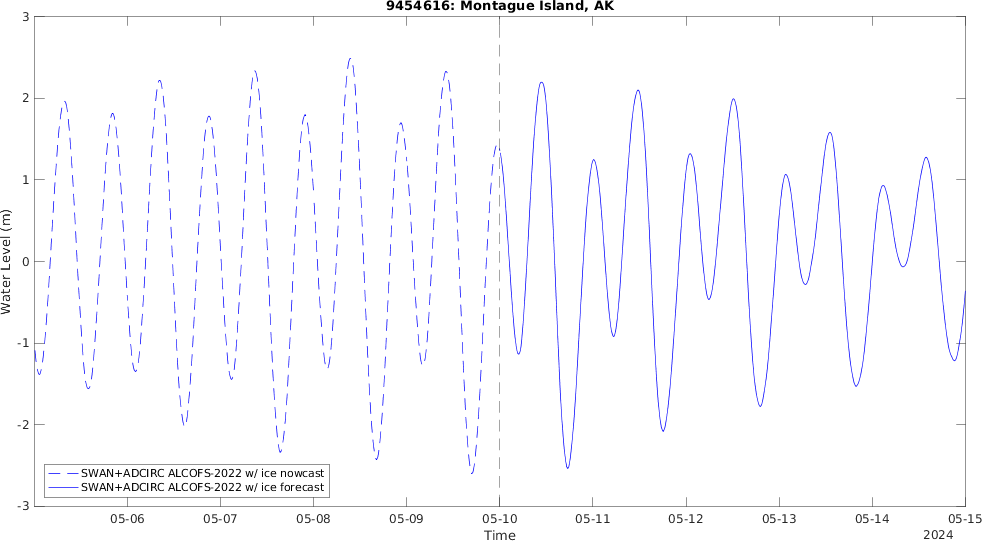 9454616: Montague Island, AK
3
2
1
0
-1
-2
-3
Water Level (m)
SWAN+ADCIRC ALCOFS-2022 w/ ice nowcast
SWAN+ADCIRC ALCOFS-2022 w/ ice forecast
05-06 05-07 05-08 05-09 05-10 05-11 05-12 05-13 05-14 05-15
Time
2024